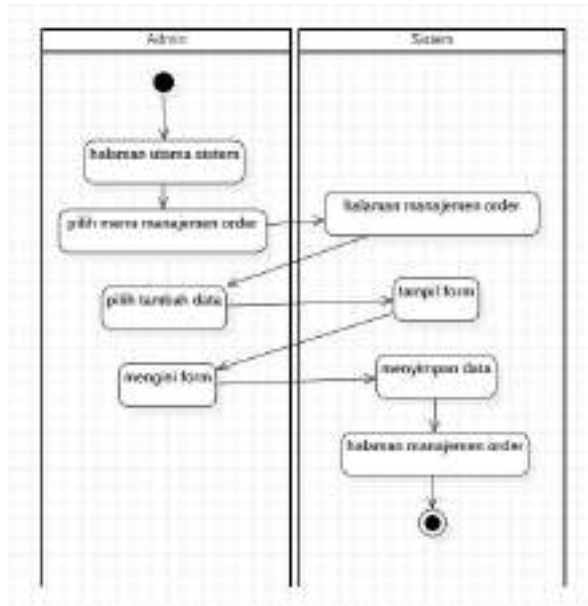 Admin
Sistem
halaman utama sistem
pilih menu manajemen order
halaman manajemen order
pilih tambah data
tampil form
mengisi form
menyimpan data
halaman manajemen order